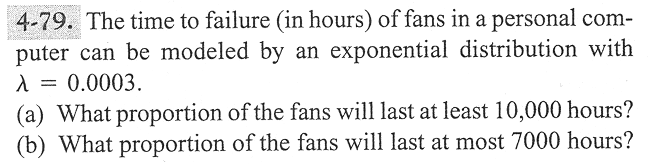 4-79. The time to failure (in hours) of fans in a personal com-
puter can be modeled by an exponential distribution with
λ = 0.0003.
(a) What proportion of the fans will last at least 10,000 hours?
(b) What proportion of the fans will last at most 7000 hours?